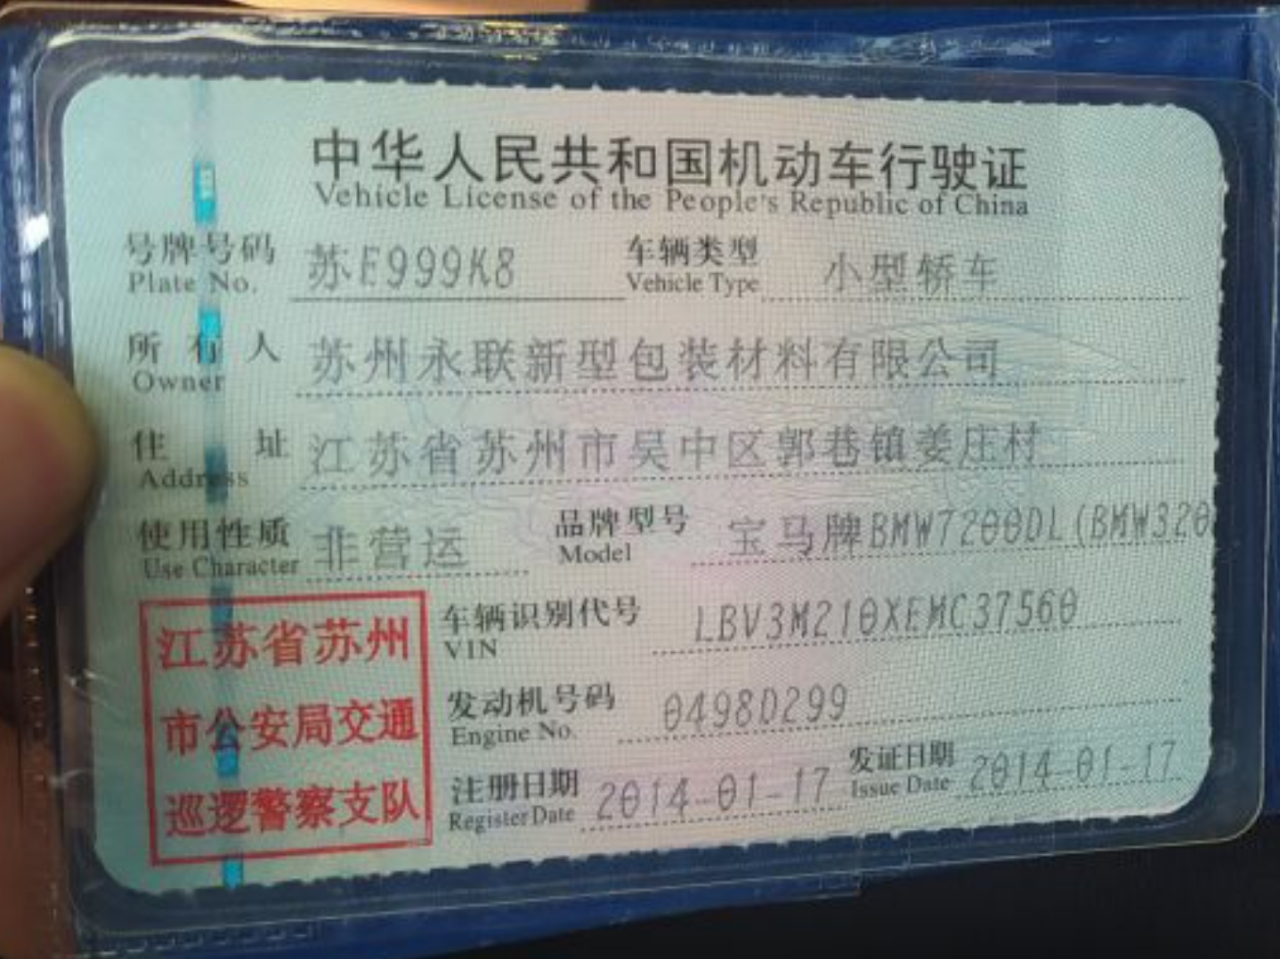 中华人民共和国机动车行驶证
Vehicle License of the People's Republic of China
号牌号码 苏E999K8 车辆类型 小型轿车
Plate No. Vehicle Type
所有人 苏州永联新型包装材料有限公司
Owner
住址 江苏省苏州市吴中区郭巷镇姜庄村
Address
使用性质 非营运 品牌型号 宝马牌BMW7200DL(BMW320
Use Character Model
江苏省苏州
市公安局交通
巡逻警察支队
车辆识别代号 LBV3M210XEMC37560
VIN
发动机号码 0498D299
Engine No.
注册日期 2014-01-17 发证日期 2014-01-17
Register Date Issue Date